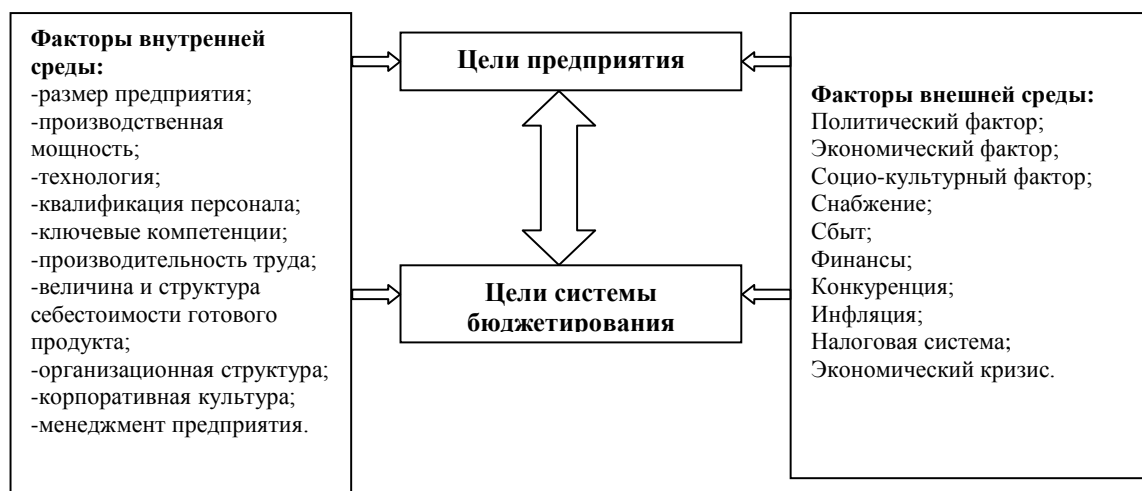 Факторы внутренней
среды:
-размер предприятия;
-производственная
мощность;
-технология;
-квалификация персонала;
-ключевые компетенции;
-производительность труда;
-величина и структура
себестоимости готового
продукта;
-организационная структура;
-корпоративная культура;
-менеджмент предприятия.
Цели предприятия
Цели системы
бюджетирования
Факторы внешней среды:
Политический фактор;
Экономический фактор;
Социо-культурный фактор;
Снабжение;
Сбыт;
Финансы;
Конкуренция;
Инфляция;
Налоговая система;
Экономический кризис.